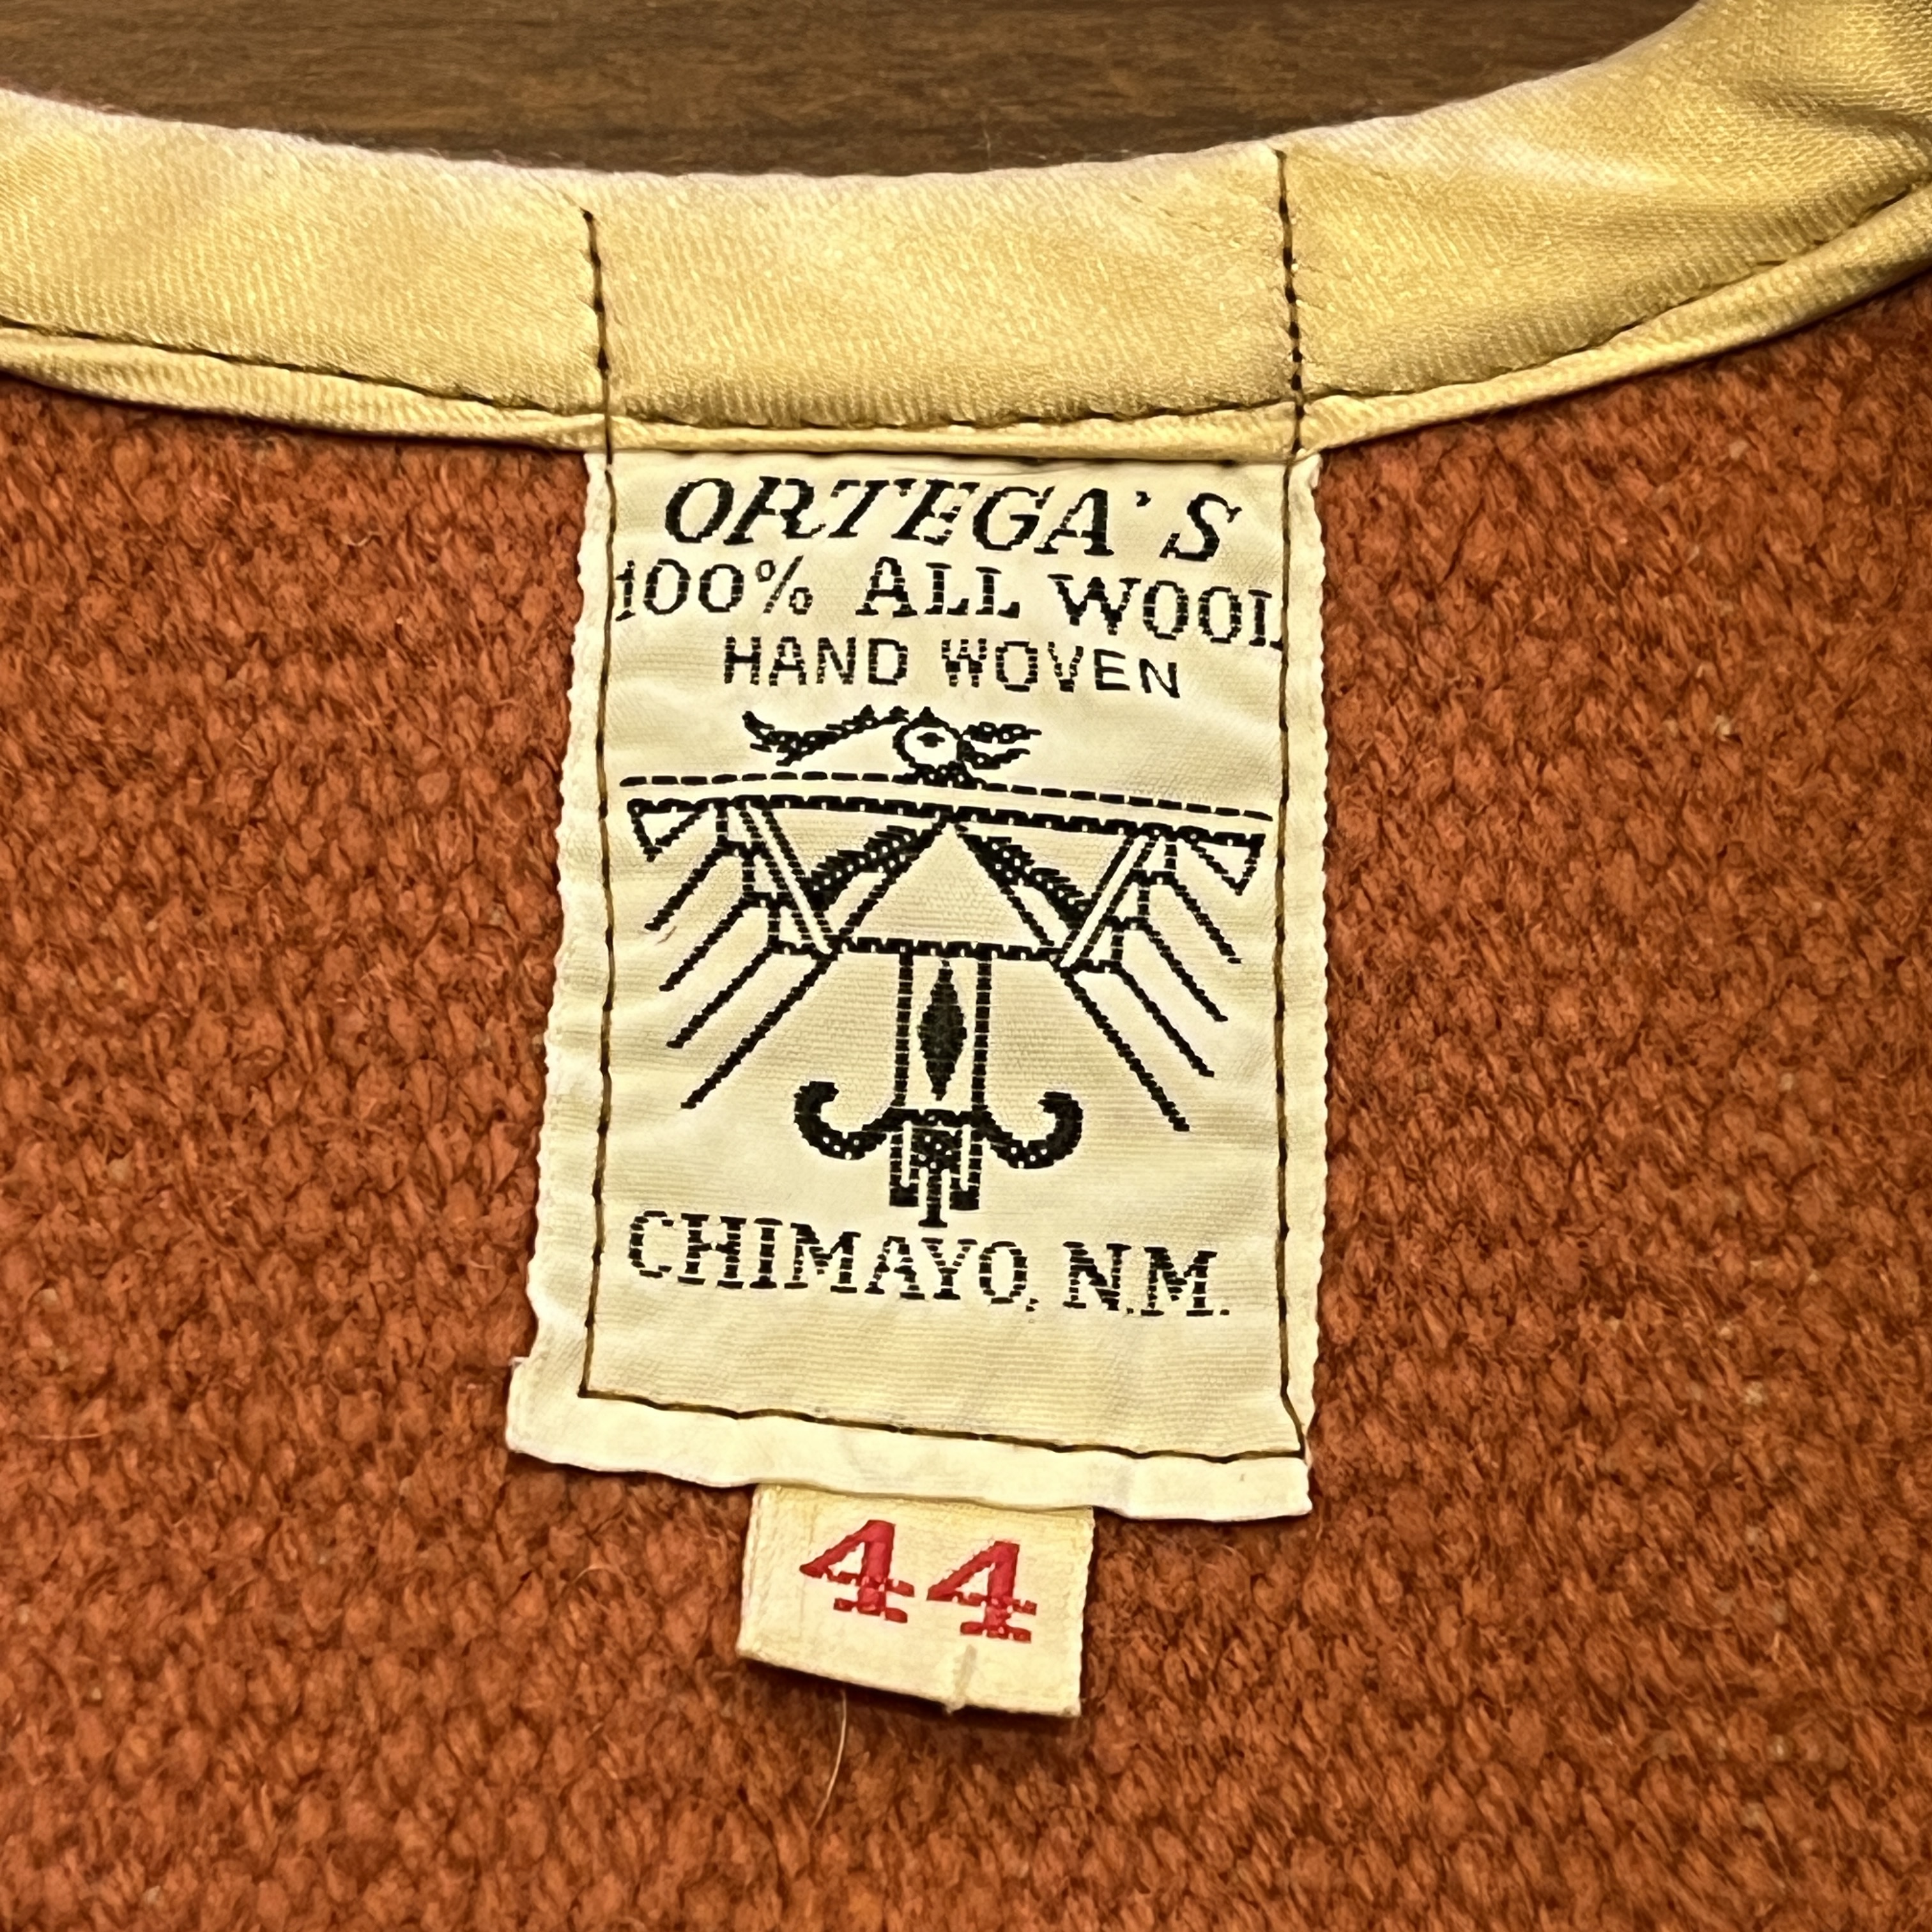 ORTEGA'S
100% ALL WOOL
HAND WOVEN
CHIMAYO, N.M.
44